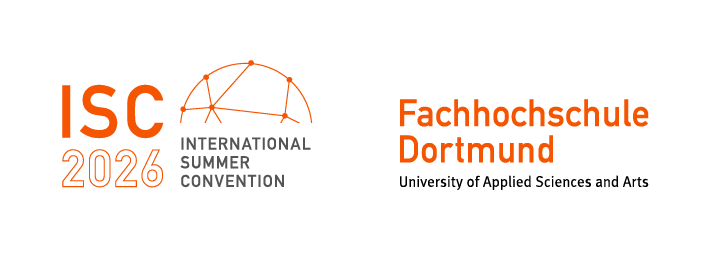 ISC
2026
INTERNATIONAL
SUMMER
CONVENTION
Fachhochschule
Dortmund
University of Applied Sciences and Arts